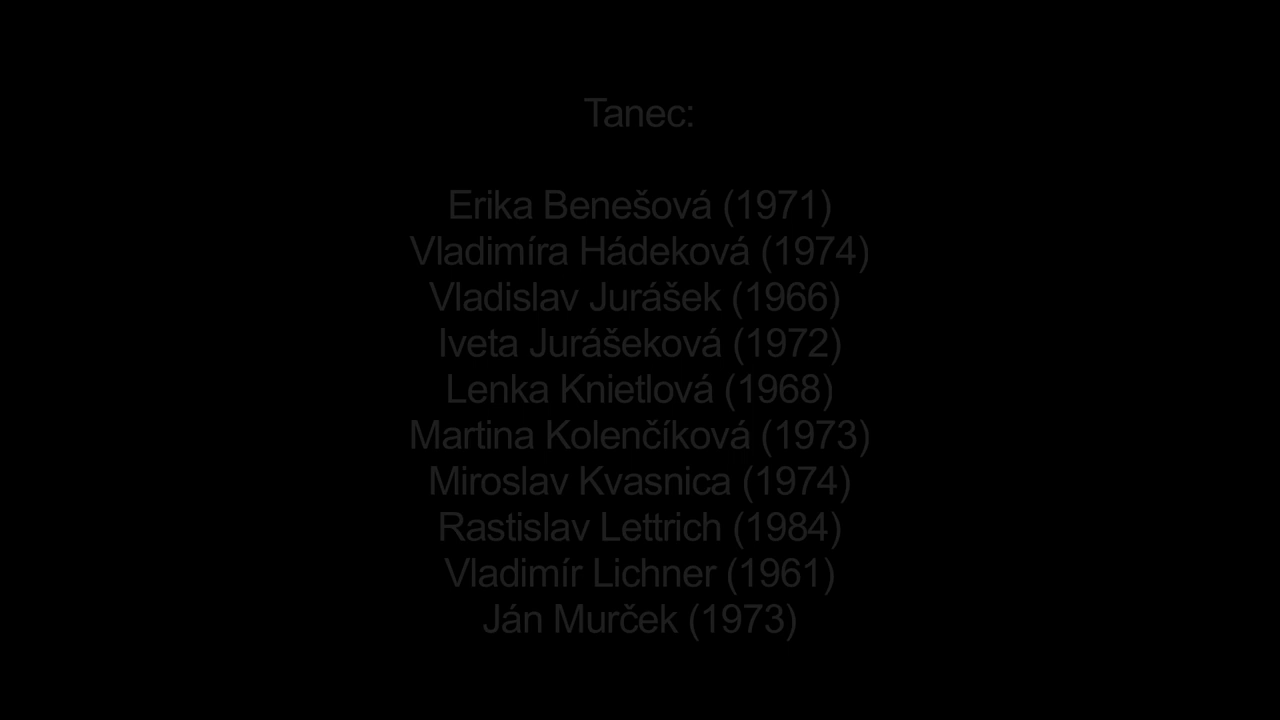 Tanec:
Erika Benešová (1971)
Vladimíra Hádeková (1974)
Vladislav Jurášek (1966)
Iveta Jurášeková (1972)
Lenka Knietlová (1968)
Martina Kolenčíková (1973)
Miroslav Kvasnica (1974)
Rastislav Lettrich (1984)
Vladimír Lichner (1961)
Ján Murček (1973)